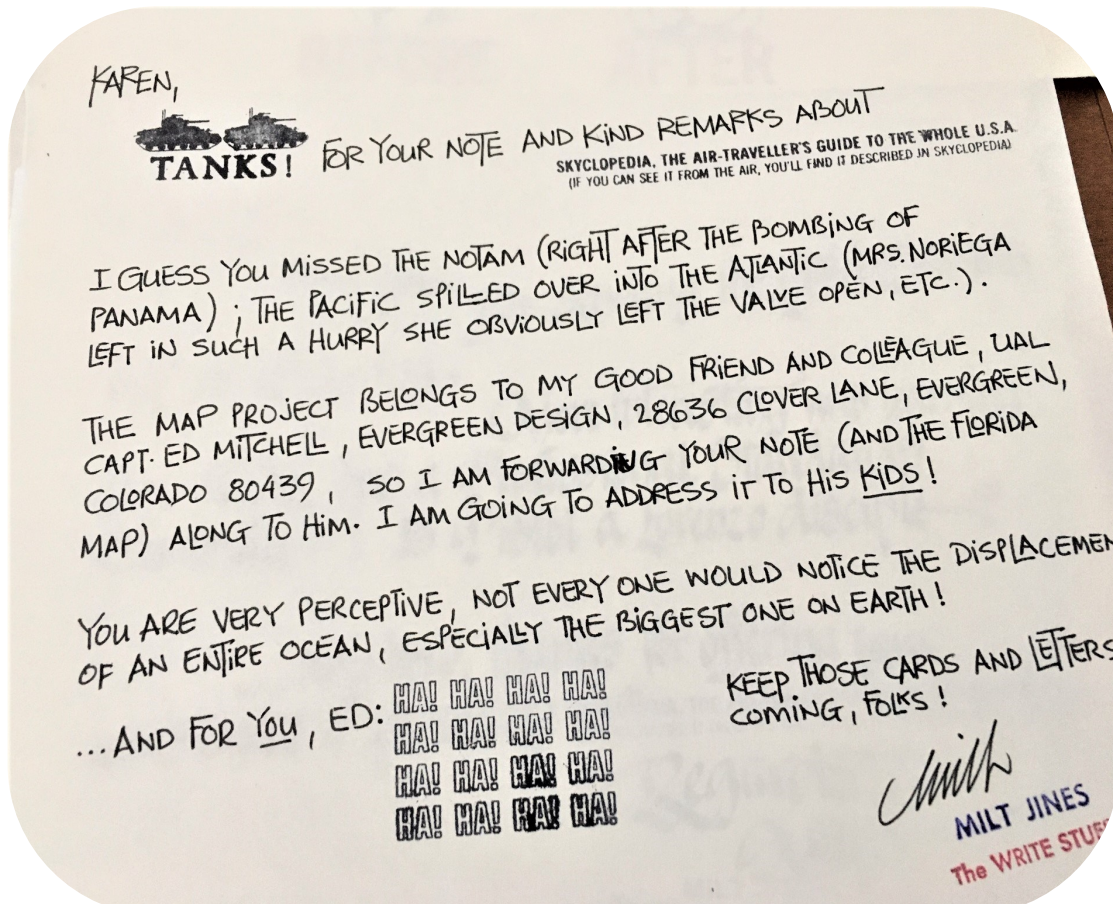 KAREN,
TANKS! FOR YOUR NOTE AND KIND REMARKS ABOUT
SKYCLOPEDIA, THE AIR-TRAVELLER'S GUIDE TO THE WHOLE U.S.A.
(IF YOU CAN SEE IT FROM THE AIR, YOU'LL FIND IT DESCRIBED IN SKYCLOPEDIA)
I GUESS YOU MISSED THE NOTAM (RIGHT AFTER THE BOMBING OF
PANAMA) ; THE PACIFIC SPILLED OVER INTO THE ATLANTIC (MRS. NORIEGA
LEFT IN SUCH A HURRY SHE OBVIOUSLY LEFT THE VALVE OPEN, ETC.).
THE MAP PROJECT BELONGS TO MY GOOD FRIEND AND COLLEAGUE, UAL
CAPT. ED MITCHELL, EVERGREEN DESIGN, 28636 CLOVER LANE, EVERGREEN,
COLORADO 80439, SO I AM FORWARDING YOUR NOTE (AND THE FLORIDA
MAP) ALONG TO HIM. I AM GOING TO ADDRESS IT TO HIS KIDS!
YOU ARE VERY PERCEPTIVE, NOT EVERY ONE WOULD NOTICE THE DISPLACEMEN
OF AN ENTIRE OCEAN, ESPECIALLY THE BIGGEST ONE ON EARTH!
...AND FOR YOU, ED:
HA! HA! HA! HA!
HA! HA! HA! HA!
HA! HA! HA! HA!
HA! HA! HA! HA!
KEEP THOSE CARDS AND LETTERS
COMING, FOLKS!
Milt
MILT JINES
The WRITE STUFF